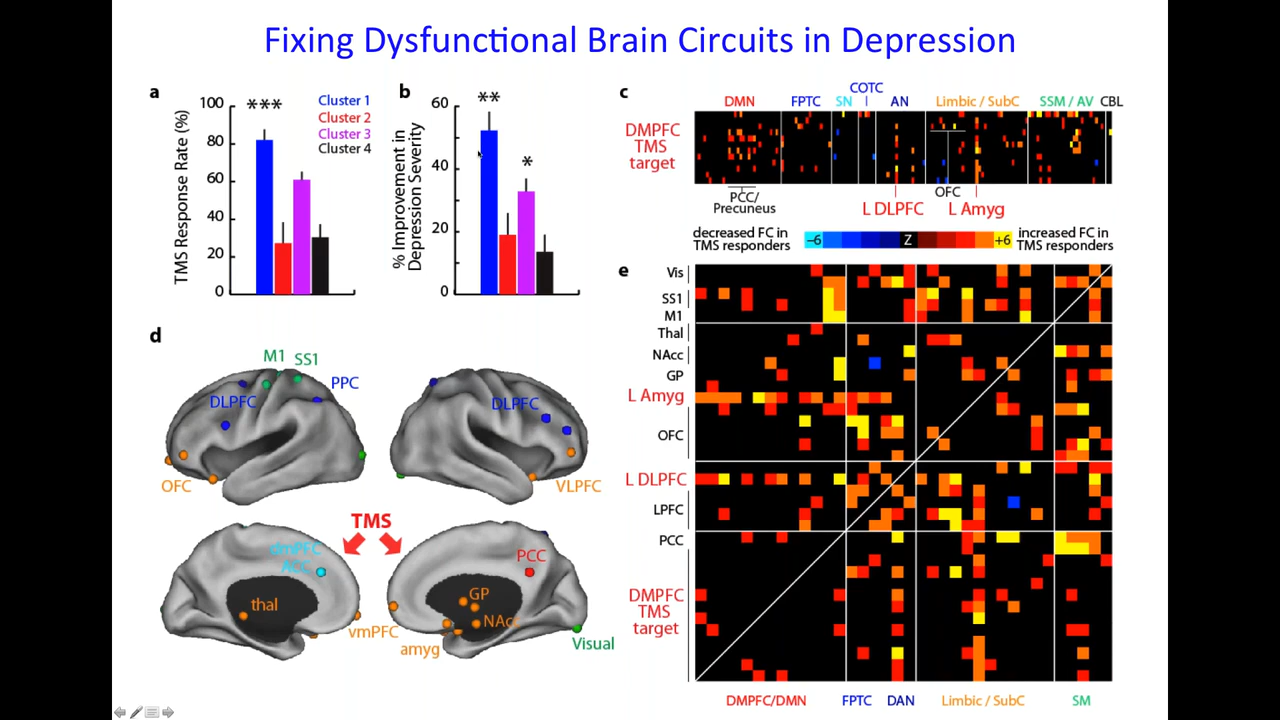 Fixing Dysfunctional Brain Circuits in Depression
a
TMS Response Rate (%)
100
80
60
40
20
0
***
Cluster 1
Cluster 2
Cluster 3
Cluster 4
b
% Improvement in
Depression Severity
60
40
20
0
**
*
c
DMN
FPTC
SN
COTC
AN
Limbic / SubC
SSM / AV
CBL
DMPFC
TMS
target
PCC/
Precuneus
L DLPFC
OFC
L Amyg
decreased FC in
TMS responders
-6
Z
+6
increased FC in
TMS responders
d
M1
SS1
PPC
DLPFC
OFC
DLPFC
VLPFC
TMS
dmPFC
ACC
thal
vmPFC
PCC
GP
NAcc
amyg
Visual
e
Vis
SS1
M1
Thal
NAcc
GP
L Amyg
OFC
L DLPFC
LPFC
PCC
DMPFC
TMS
target
DMPFC/DMN
FPTC
DAN
Limbic / SubC
SM